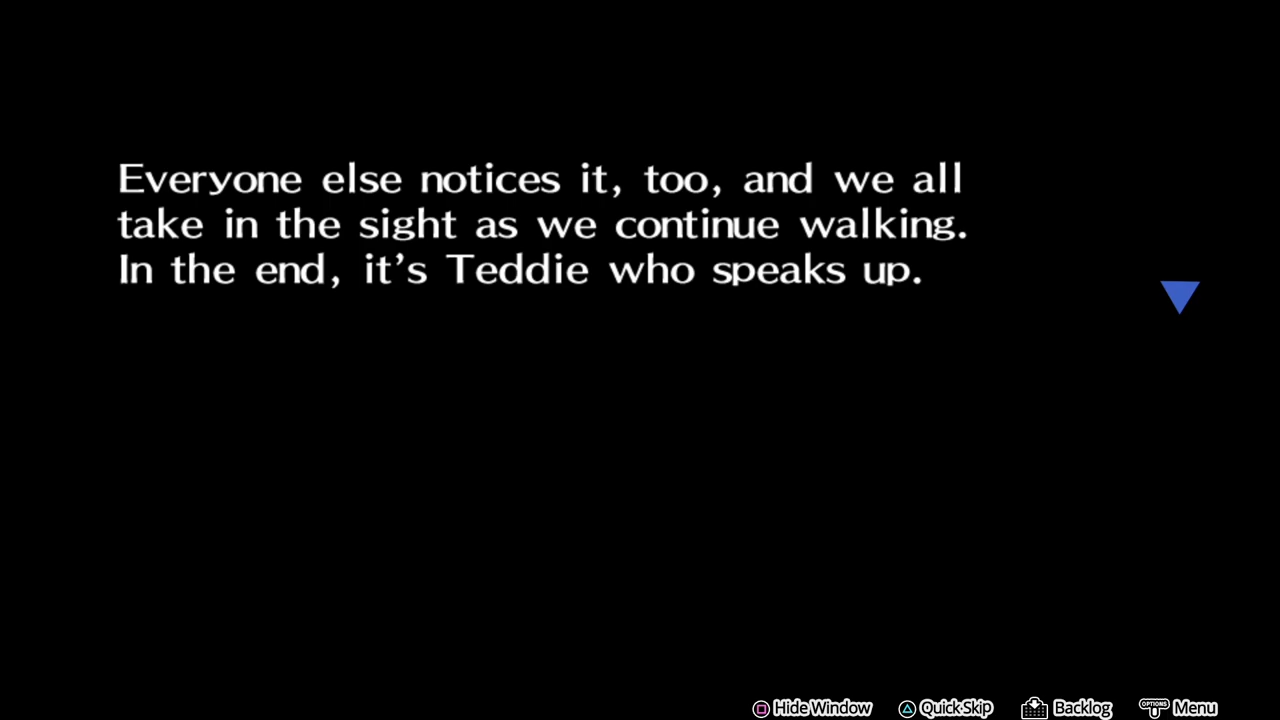 Everyone else notices it, too, and we all
take in the sight as we continue walking.
In the end, it's Teddie who speaks up.
Hide Window Quick Skip Backlog OPTIONS Menu